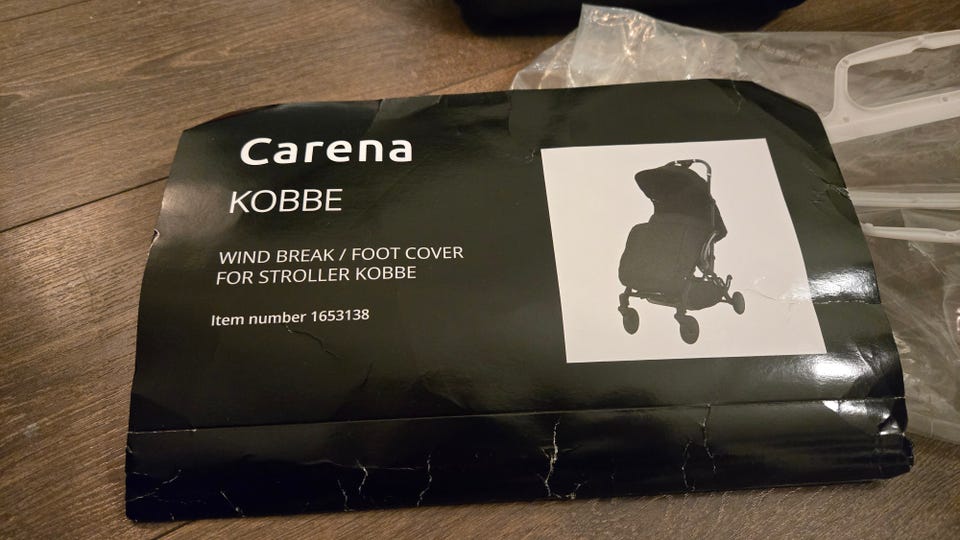 Carena
KOBBE
WIND BREAK / FOOT COVER
FOR STROLLER KOBBE
Item number 1653138